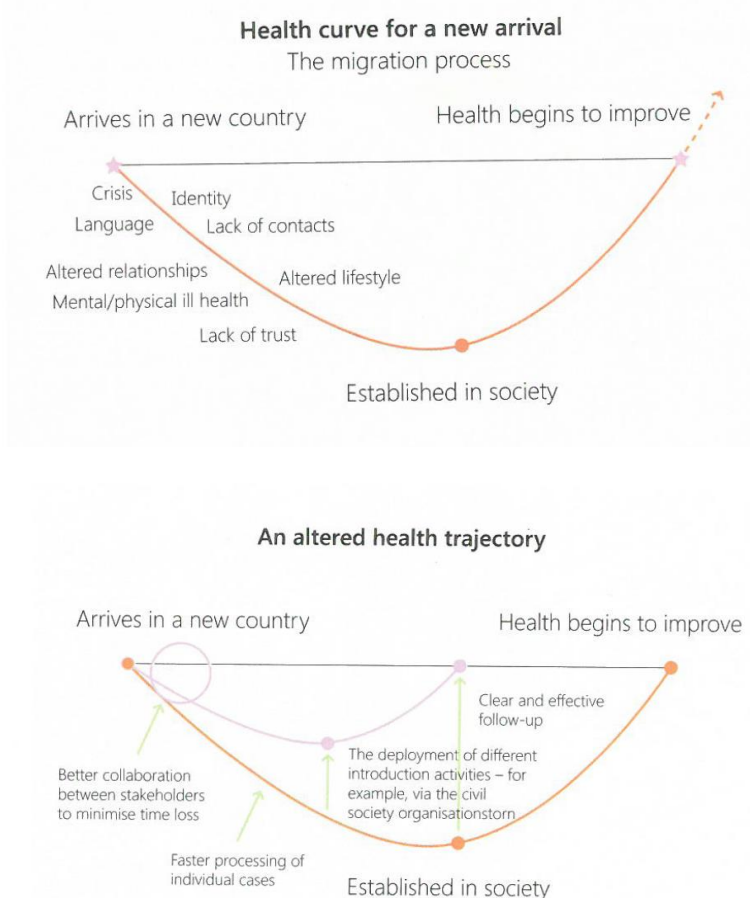 Health curve for a new arrival
The migration process
Arrives in a new country
Health begins to improve
Crisis
Identity
Language
Lack of contacts
Altered relationships
Altered lifestyle
Mental/physical ill health
Lack of trust
Established in society
An altered health trajectory
Arrives in a new country
Health begins to improve
Clear and effective
follow-up
The deployment of different
introduction activities – for
example, via the civil
society organisationstorn
Better collaboration
between stakeholders
to minimise time loss
Faster processing of
individual cases
Established in society